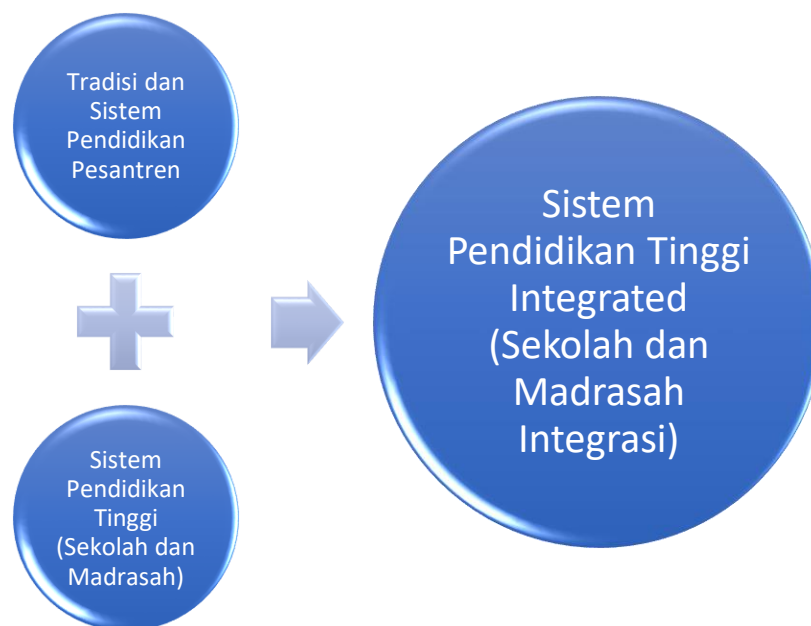 Tradisi dan
Sistem
Pendidikan
Pesantren
Sistem
Pendidikan
Tinggi
(Sekolah dan
Madrasah)
Sistem
Pendidikan Tinggi
Integrated
(Sekolah dan
Madrasah
Integrasi)